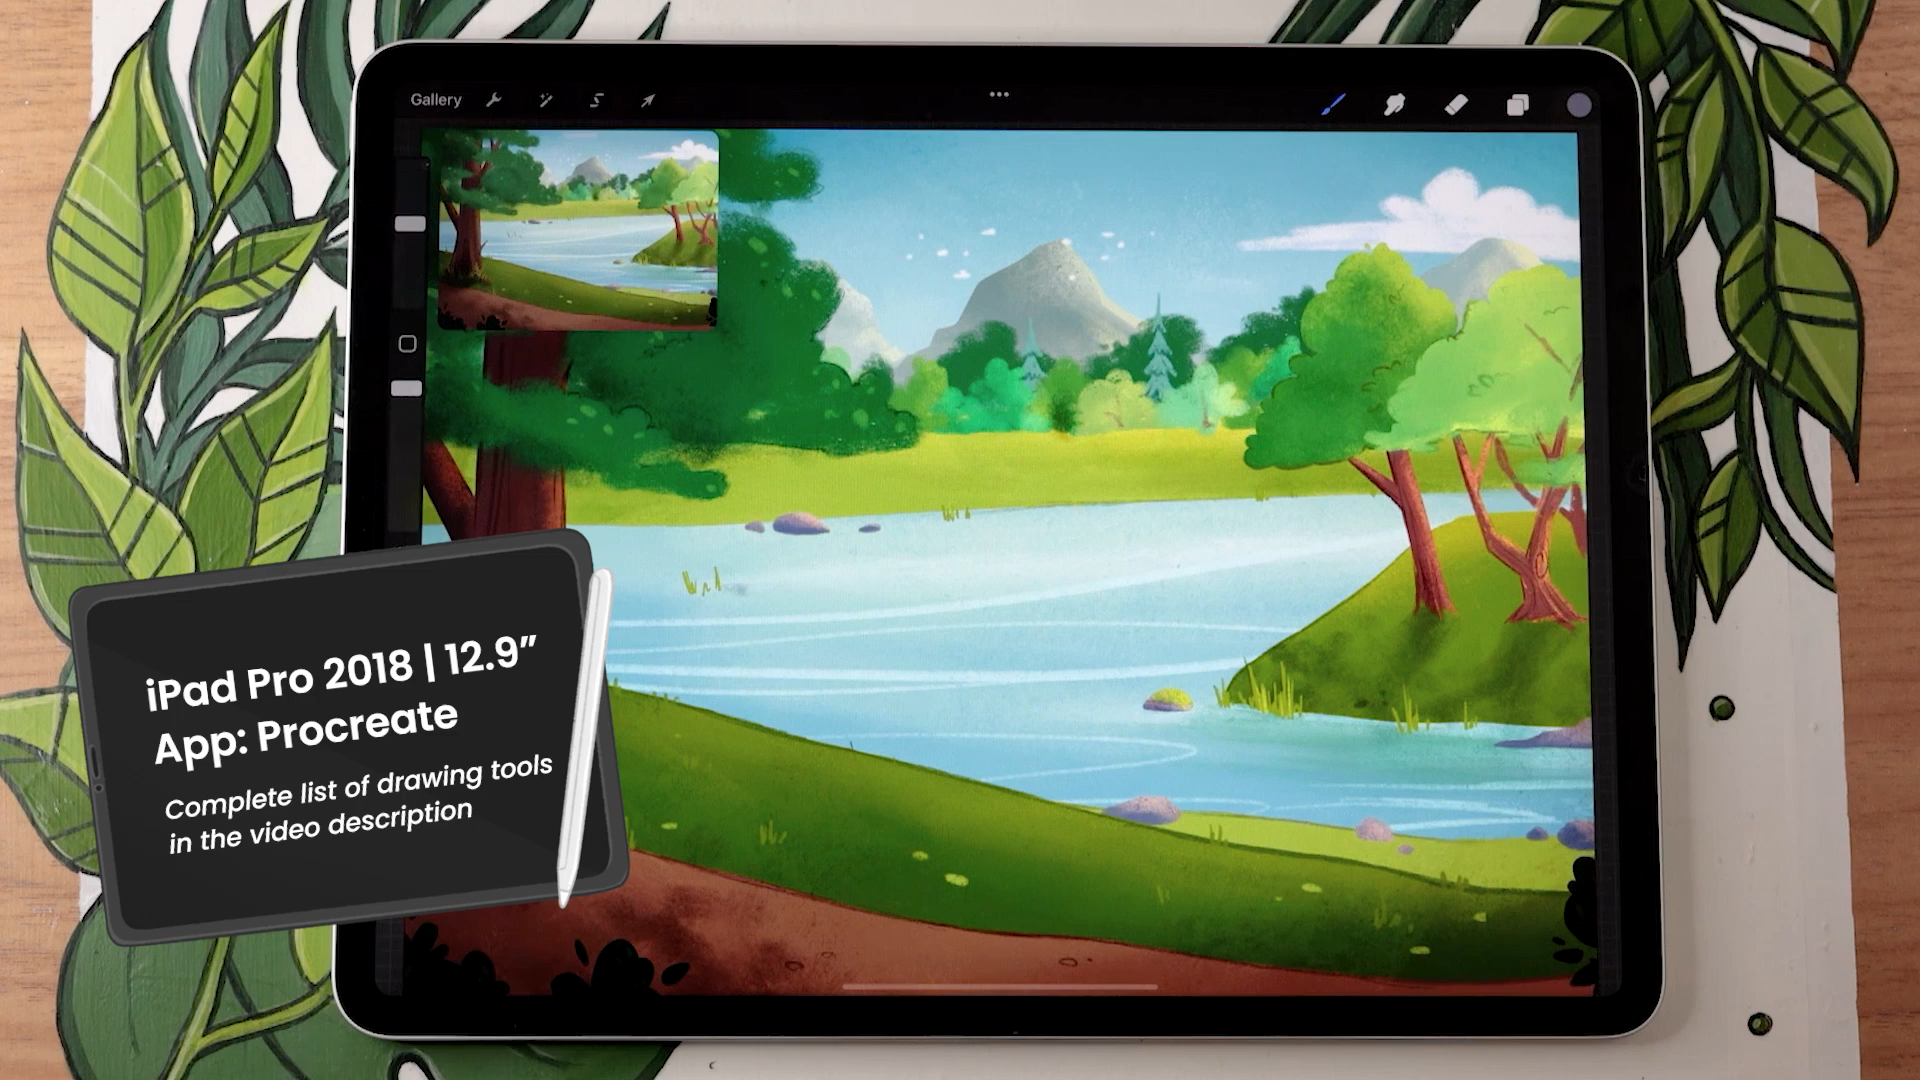 Gallery
iPad Pro 2018 | 12.9”
App: Procreate
Complete list of drawing tools
in the video description